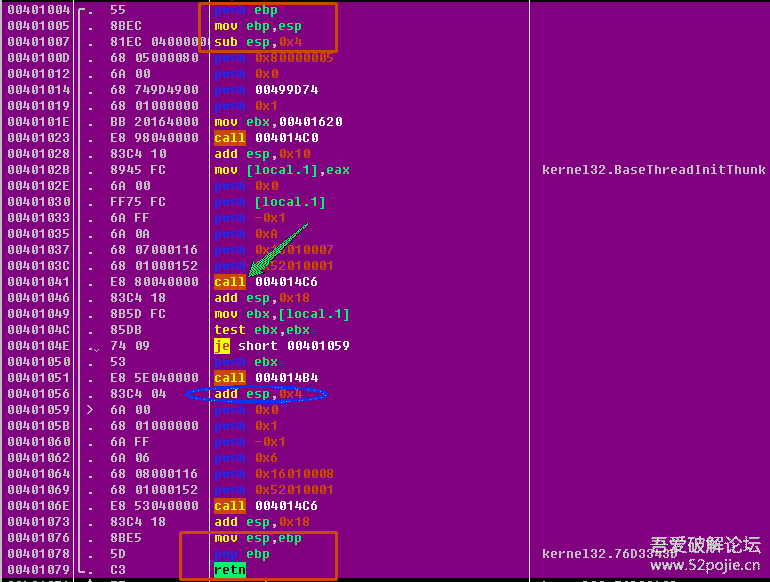 00401004 . 55 push ebp
00401005 . 8BEC mov ebp,esp
00401007 . 81EC 0400000 sub esp,0x4
0040100D . 68 05000080 push 0x80000005
00401012 . 6A 00 push 0x0
00401014 . 68 749D4900 push 00499D74
00401019 . 68 01000000 push 0x1
0040101E . BB 20164000 mov ebx,00401620
00401023 . E8 98040000 call 004014C0
00401028 . 83C4 10 add esp,0x10
0040102B . 8945 FC mov [local.1],eax kernel32.BaseThreadInitThunk
0040102E . 6A 00 push 0x0
00401030 . FF75 FC push [local.1]
00401033 . 6A FF push -0x1
00401035 . 6A 0A push 0xA
00401037 . 68 07000116 push 0x16010007
0040103C . 68 01000152 push 0x52010001
00401041 . E8 80040000 call 004014C6
00401046 . 83C4 18 add esp,0x18
00401049 . 8B5D FC mov ebx,[local.1]
0040104C . 85DB test ebx,ebx
0040104E . 74 09 je short 00401059
00401050 . 53 push ebx
00401051 . E8 5E040000 call 004014B4
00401056 . 83C4 04 add esp,0x4
00401059 > 6A 00 push 0x0
0040105B . 68 01000000 push 0x1
00401060 . 6A FF push -0x1
00401062 . 6A 06 push 0x6
00401064 . 68 08000116 push 0x16010008
00401069 . 68 01000152 push 0x52010001
0040106E . E8 53040000 call 004014C6
00401073 . 83C4 18 add esp,0x18
00401076 . 8BE5 mov esp,ebp
00401078 . 5D pop ebp
00401079 . C3 retn
吾爱破解论坛
www.52pojie.cn